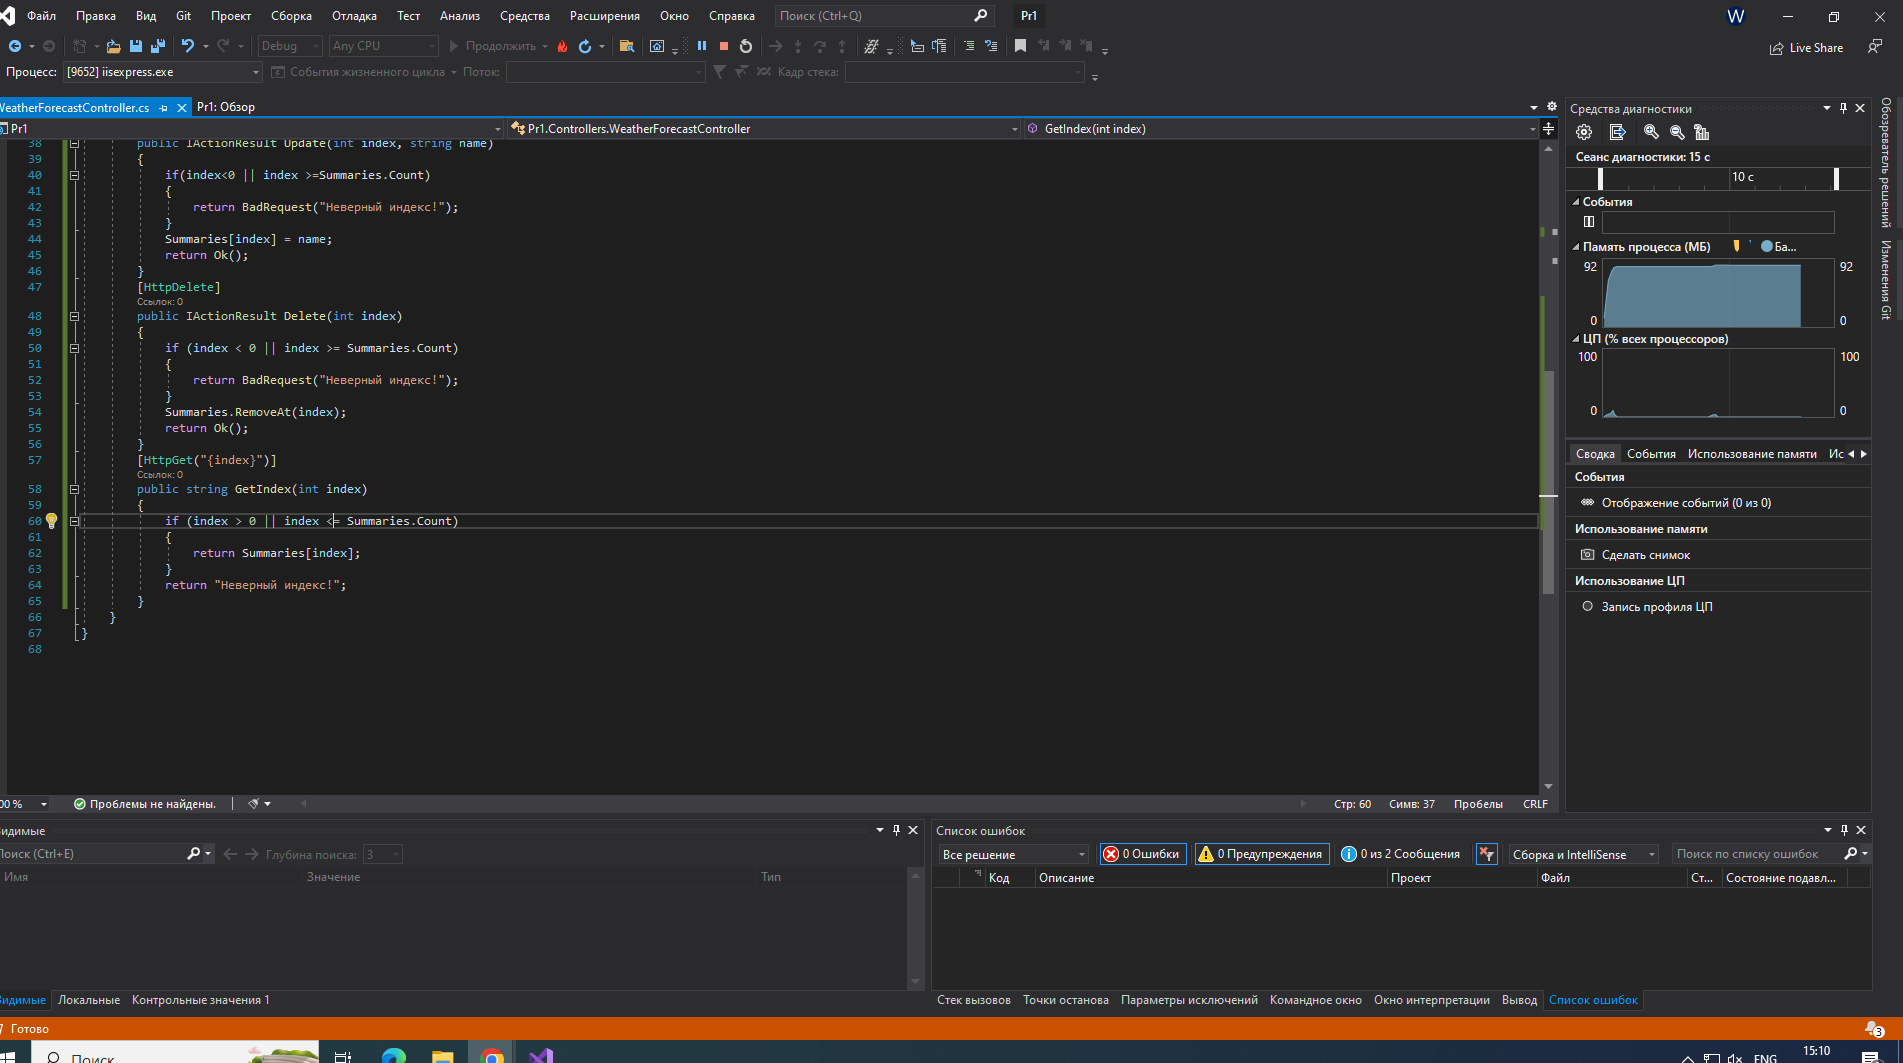 Файл Правка Вид Git Проект Сборка Отладка Тест Анализ Средства Расширения Окно Справка Поиск (Ctrl+Q) Pr1 W
Debug Any CPU Продолжить Live Share
Процесс: [9652] iisexpress.exe События жизненного цикла Поток: Кадр стека:
WeatherForecastController.cs Pr1: Обзор
Pr1 Pr1.Controllers.WeatherForecastController GetIndex(int index)
38 public IActionResult Update(int index, string name)
39 {
40 if(index<0 || index >=Summaries.Count)
41 {
42 return BadRequest("Неверный индекс!");
43 }
44 Summaries[index] = name;
45 return Ok();
46 }
47 [HttpDelete]
Ссылок: 0
48 public IActionResult Delete(int index)
49 {
50 if (index < 0 || index >= Summaries.Count)
51 {
52 return BadRequest("Неверный индекс!");
53 }
54 Summaries.RemoveAt(index);
55 return Ok();
56 }
57 [HttpGet("{index}")]
Ссылок: 0
58 public string GetIndex(int index)
59 {
60 if (index > 0 || index <= Summaries.Count)
61 {
62 return Summaries[index];
63 }
64 return "Неверный индекс!";
65 }
66 }
67 }
68
00 % Проблемы не найдены. Стр: 60 Симв: 37 Пробелы CRLF
Средства диагностики
Сеанс диагностики: 15 с
10 с
События
Память процесса (МБ) Ба...
92 92
0 0
ЦП (% всех процессоров)
100 100
0 0
Сводка События Использование памяти Ис
События
Отображение событий (0 из 0)
Использование памяти
Сделать снимок
Использование ЦП
Запись профиля ЦП
Обозреватель решений
Изменения Git
Видимые
Поиск (Ctrl+E) Глубина поиска: 3
Имя Значение Тип
Видимые Локальные Контрольные значения 1
Список ошибок
Все решение 0 Ошибки 0 Предупреждения 0 из 2 Сообщения Сборка и IntelliSense Поиск по списку ошибок
Код Описание Проект Файл Ст... Состояние подавл...
Стек вызовов Точки останова Параметры исключений Командное окно Окно интерпретации Вывод Список ошибок
Готово 3
Поиск ENG 15:10